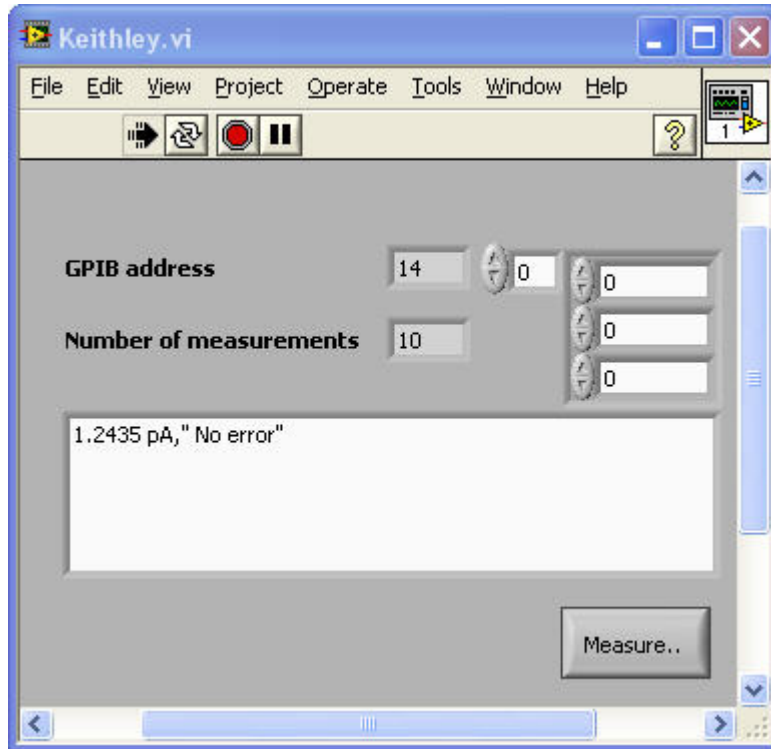 Keithley.vi
File Edit View Project Operate Tools Window Help
?
1
GPIB address 14 0 0
Number of measurements 10 0
0
1.2435 pA," No error"
Measure..